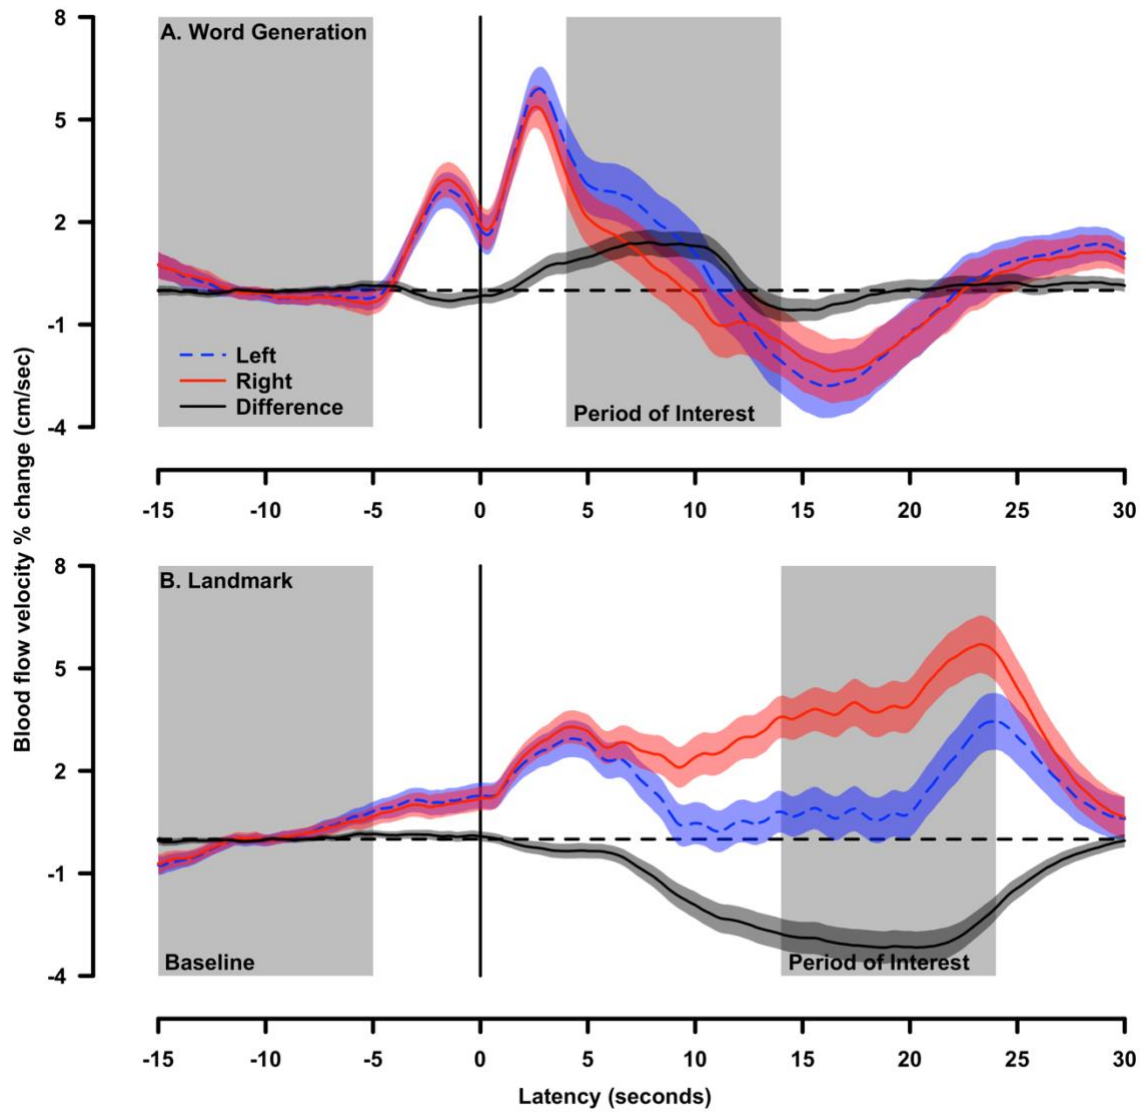 Blood flow velocity % change (cm/sec)
8
5
2
-1
-4
A. Word Generation
Left
Right
Difference
Period of Interest
-15 -10 -5 0 5 10 15 20 25 30
8
5
2
-1
-4
B. Landmark
Baseline
Period of Interest
-15 -10 -5 0 5 10 15 20 25 30
Latency (seconds)